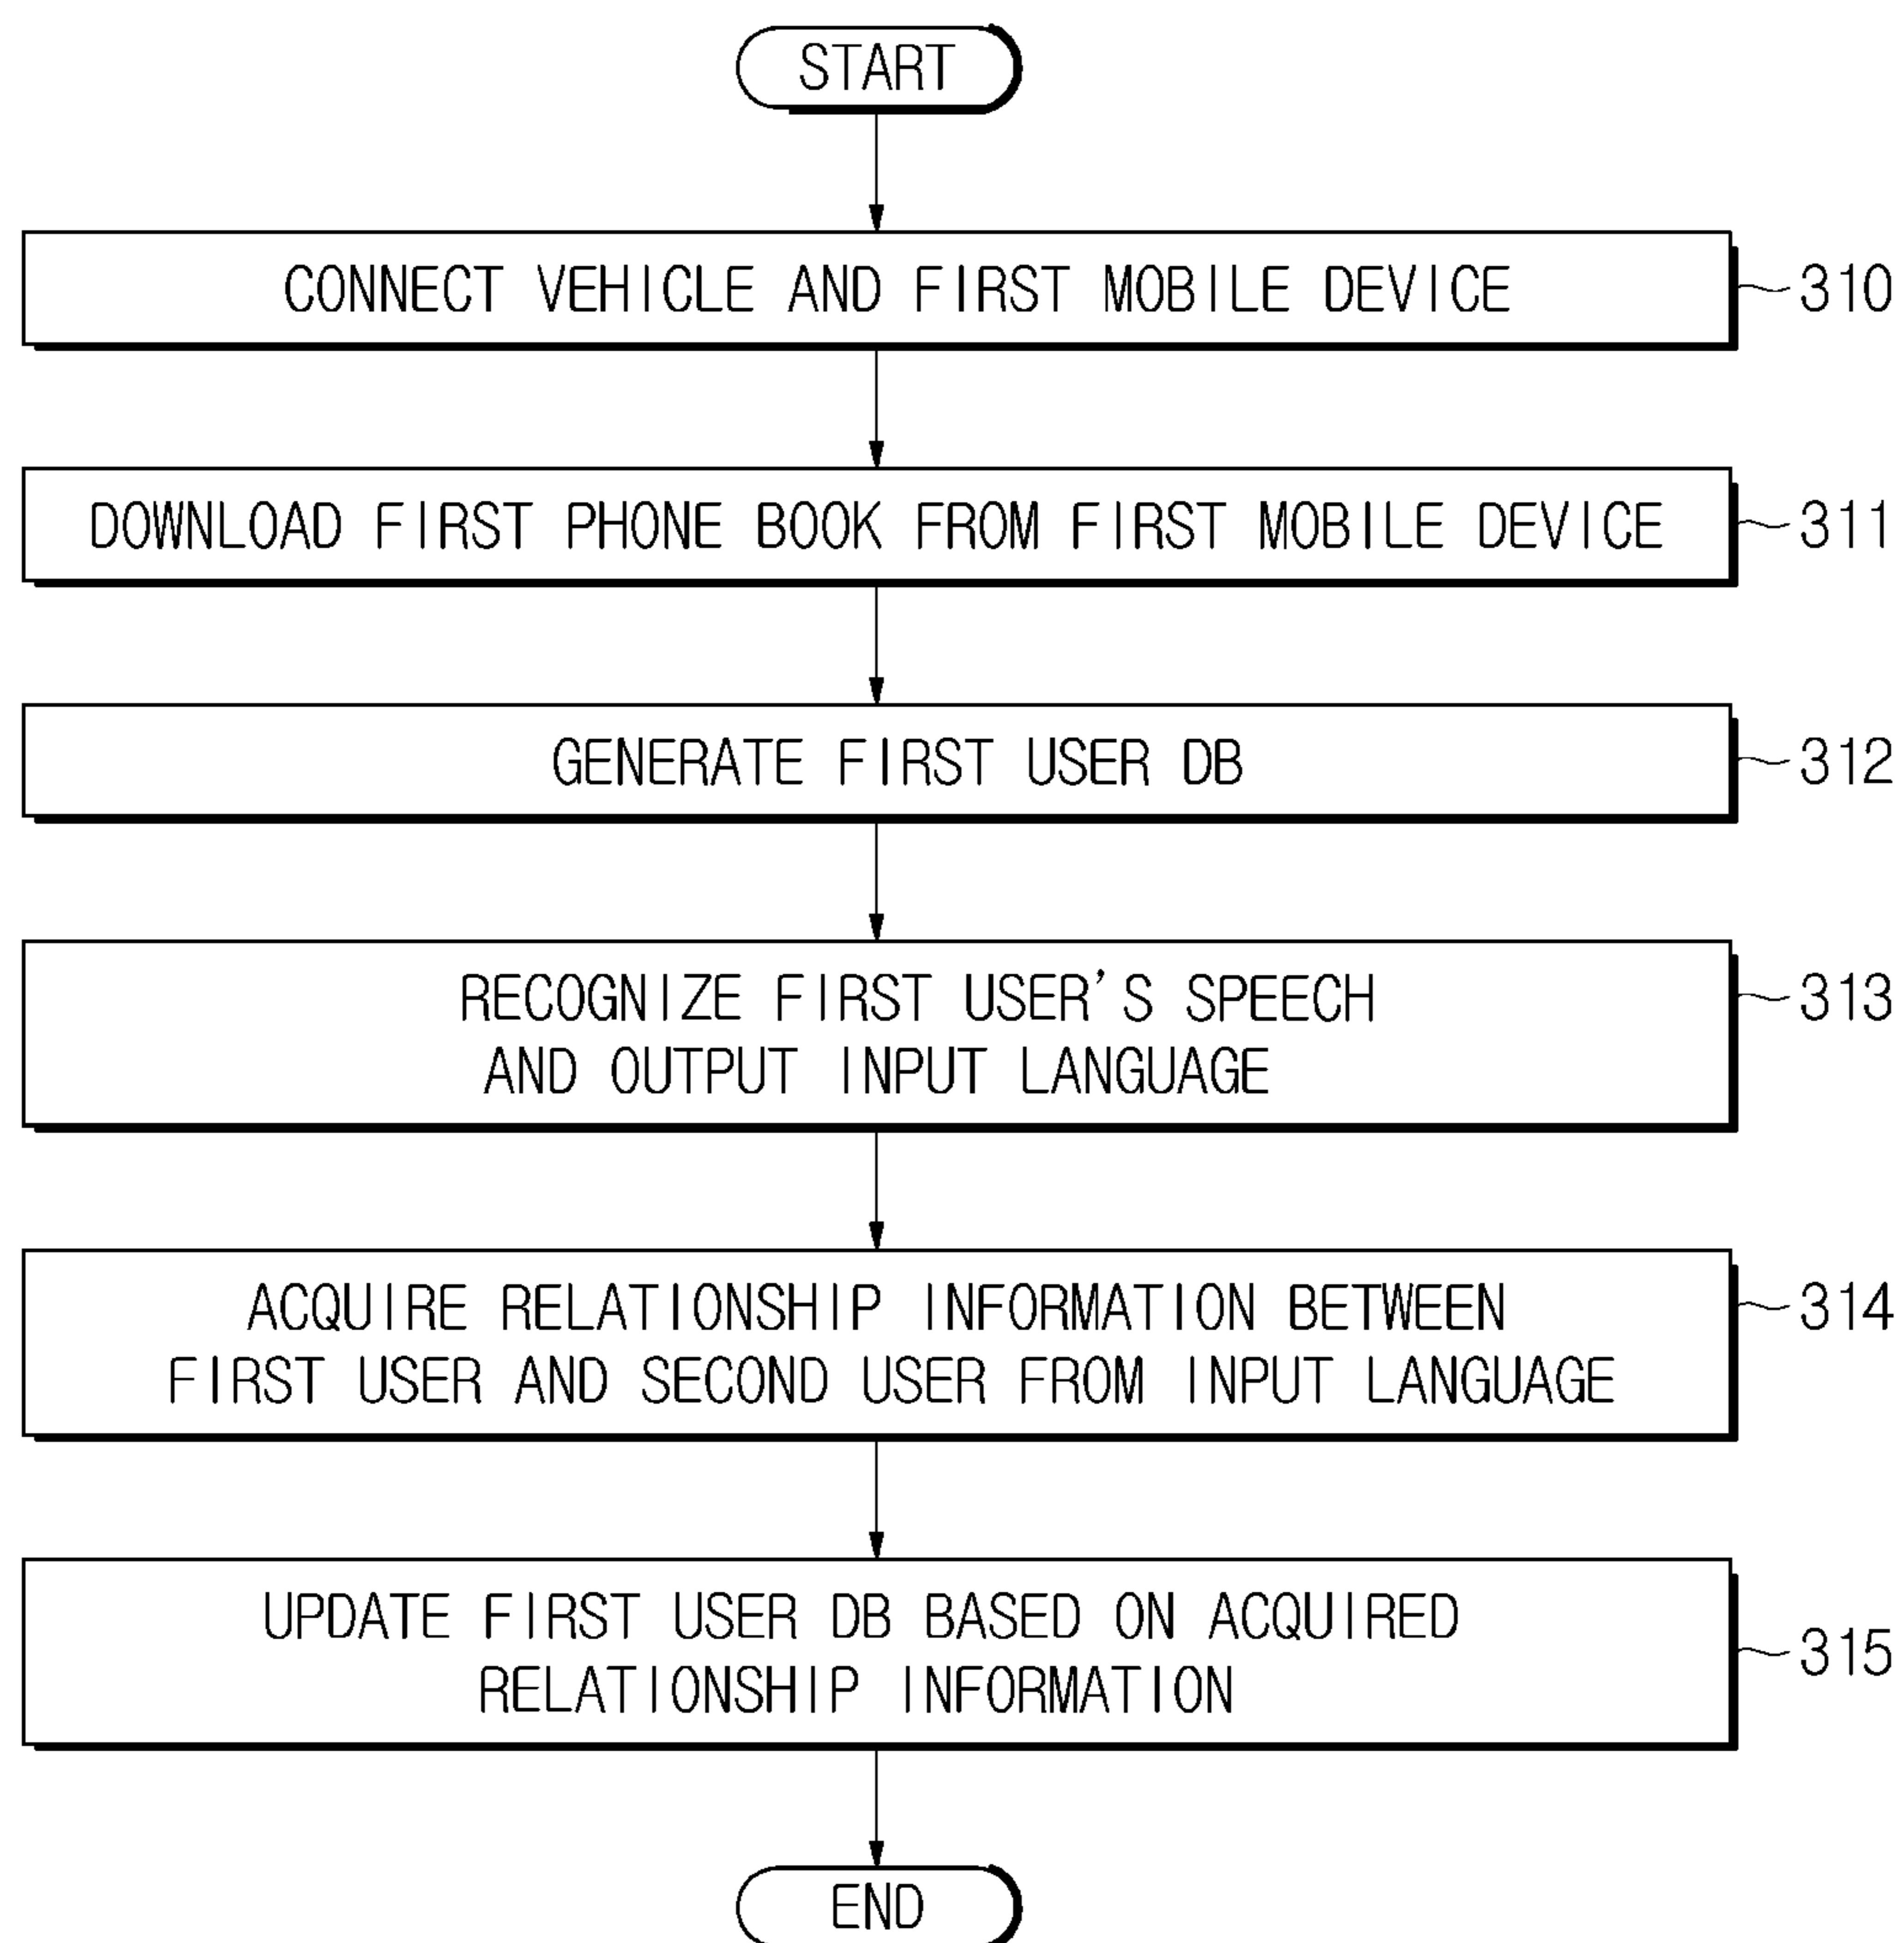 START
CONNECT VEHICLE AND FIRST MOBILE DEVICE
310
DOWNLOAD FIRST PHONE BOOK FROM FIRST MOBILE DEVICE
311
GENERATE FIRST USER DB
312
RECOGNIZE FIRST USER'S SPEECH
AND OUTPUT INPUT LANGUAGE
313
ACQUIRE RELATIONSHIP INFORMATION BETWEEN
FIRST USER AND SECOND USER FROM INPUT LANGUAGE
314
UPDATE FIRST USER DB BASED ON ACQUIRED
RELATIONSHIP INFORMATION
315
END